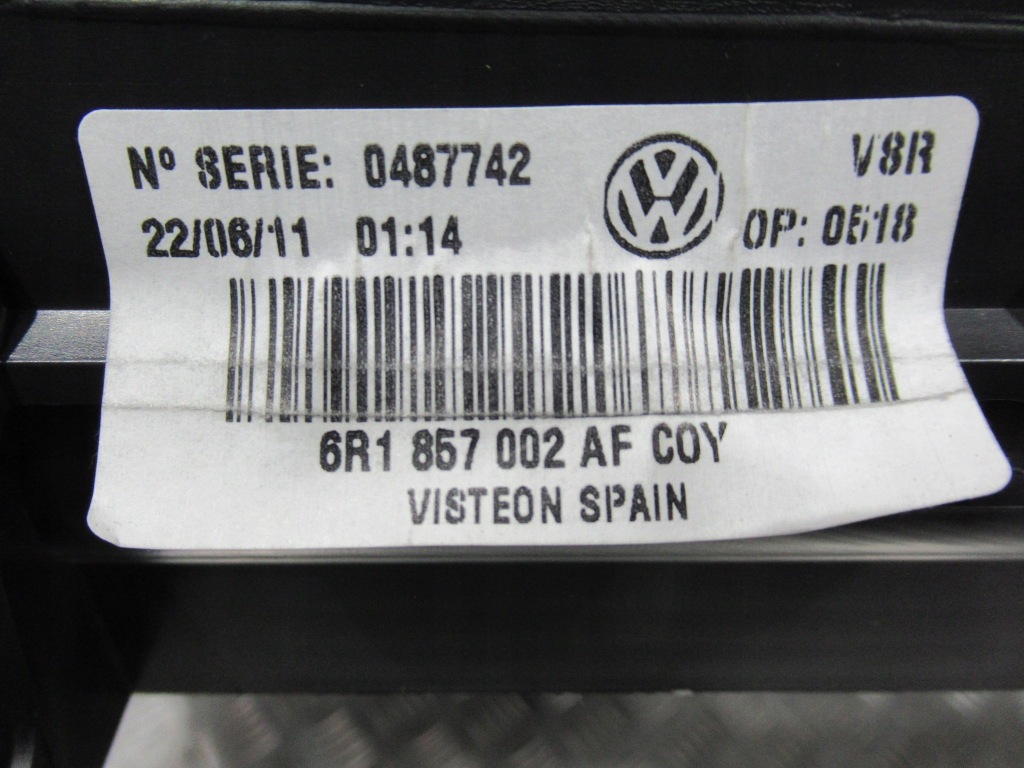 Nº SERIE: 0487742
V8R
22/06/11 01:14
OP: 0518
6R1 857 002 AF COY
VISTEON SPAIN